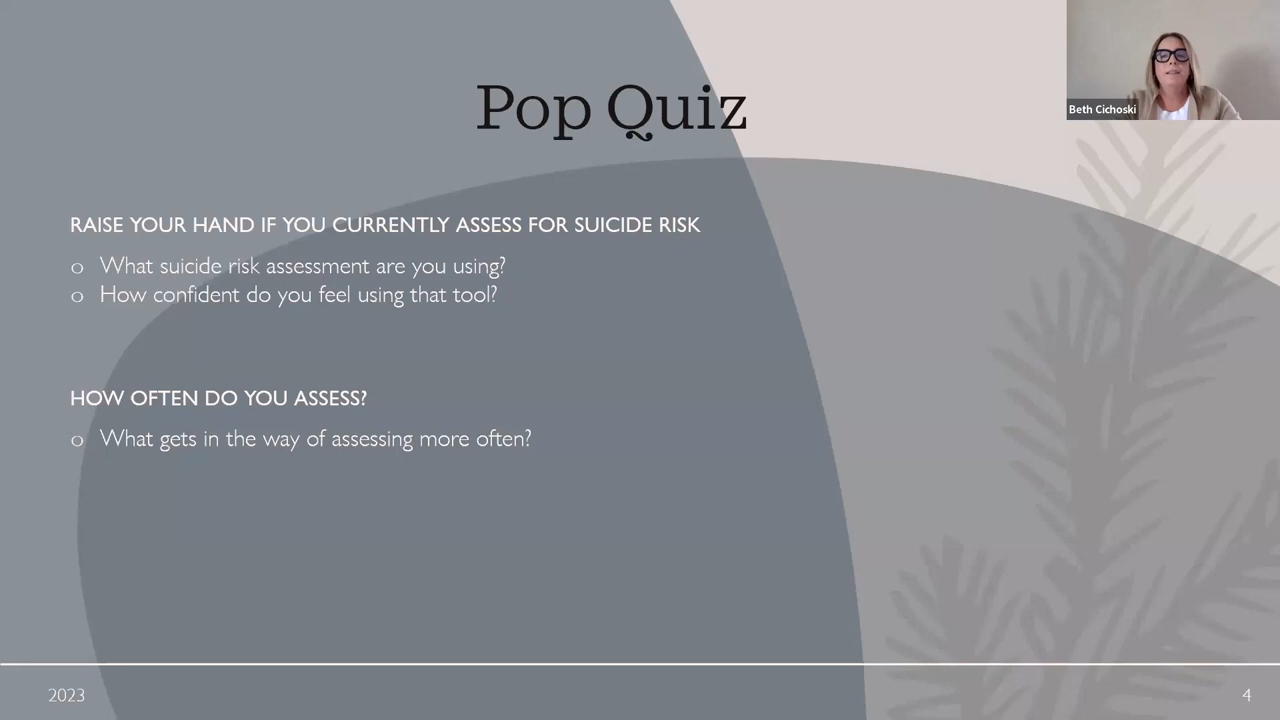 Pop Quiz
Beth Cichoski
RAISE YOUR HAND IF YOU CURRENTLY ASSESS FOR SUICIDE RISK
o What suicide risk assessment are you using?
o How confident do you feel using that tool?
HOW OFTEN DO YOU ASSESS?
o What gets in the way of assessing more often?
2023
4